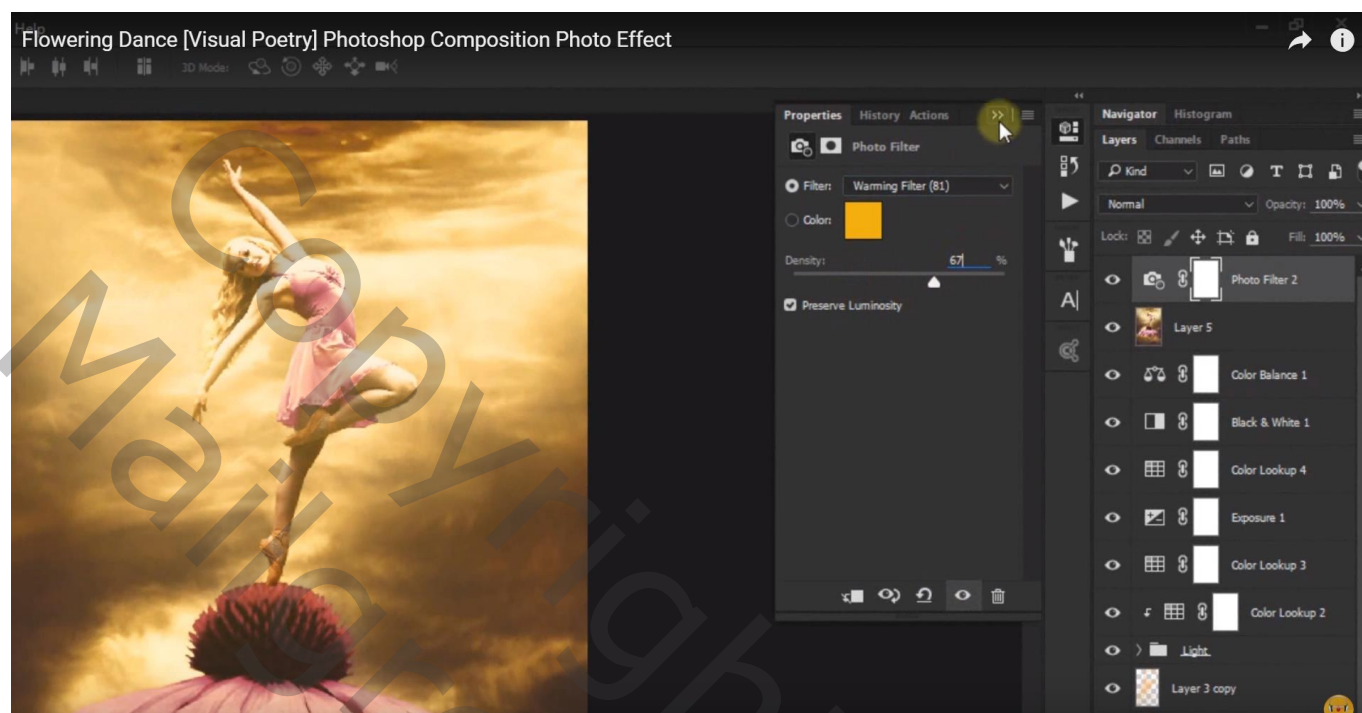 Help
Flowering Dance [Visual Poetry] Photoshop Composition Photo Effect
3D Mode:
Properties History Actions
Photo Filter
Filter: Warming Filter (81)
Color:
Density: 67 %
Preserve Luminosity
Navigator Histogram
Layers Channels Paths
Kind
Normal Opacity: 100%
Lock: Fill: 100%
Photo Filter 2
Layer 5
Color Balance 1
Black & White 1
Color Lookup 4
Exposure 1
Color Lookup 3
Color Lookup 2
Light
Layer 3 copy
Copyrigh
Mailgr